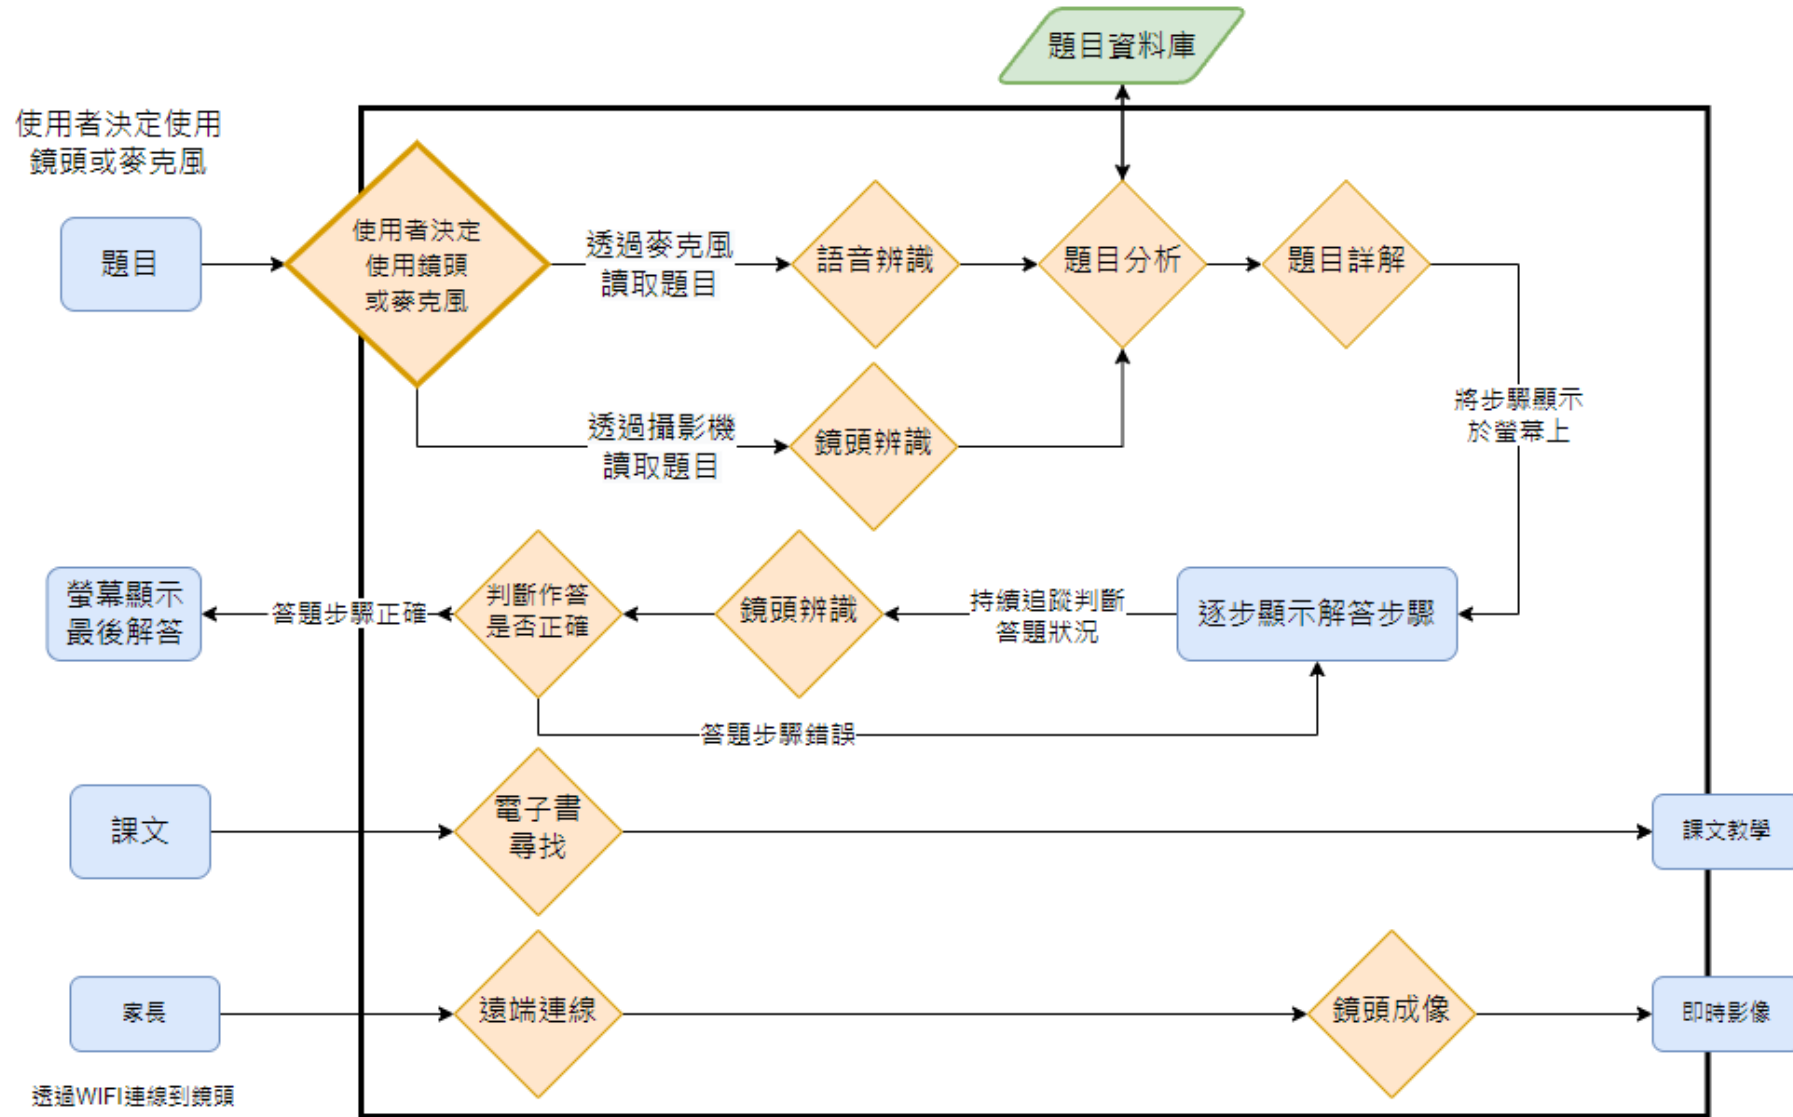 題目資料庫
使用者決定使用
鏡頭或麥克風
題目
使用者決定
使用鏡頭
或麥克風
透過麥克風
讀取題目
語音辨識
題目分析
題目詳解
將步驟顯示
於螢幕上
透過攝影機
讀取題目
鏡頭辨識
螢幕顯示
最後解答
答題步驟正確
判斷作答
是否正確
鏡頭辨識
持續追蹤判斷
答題狀況
逐步顯示解答步驟
答題步驟錯誤
課文
電子書
尋找
課文教學
家長
遠端連線
鏡頭成像
即時影像
透過WIFI連線到鏡頭